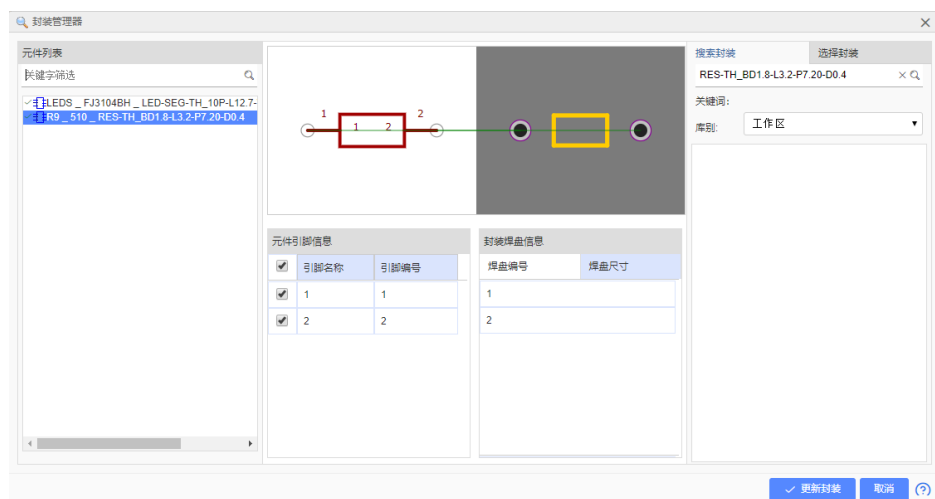 封装管理器
元件列表
关键字筛选
LEDS _ FJ3104BH _ LED-SEG-TH_10P-L12.7-
R9 _ 510 _ RES-TH_BD1.8-L3.2-P7.20-D0.4
1 2
1 2
搜索封装 选择封装
RES-TH_BD1.8-L3.2-P7.20-D0.4
关键词:
库别: 工作区
元件引脚信息
引脚名称 引脚编号
1 1
2 2
封装焊盘信息
焊盘编号 焊盘尺寸
1
2
更新封装 取消